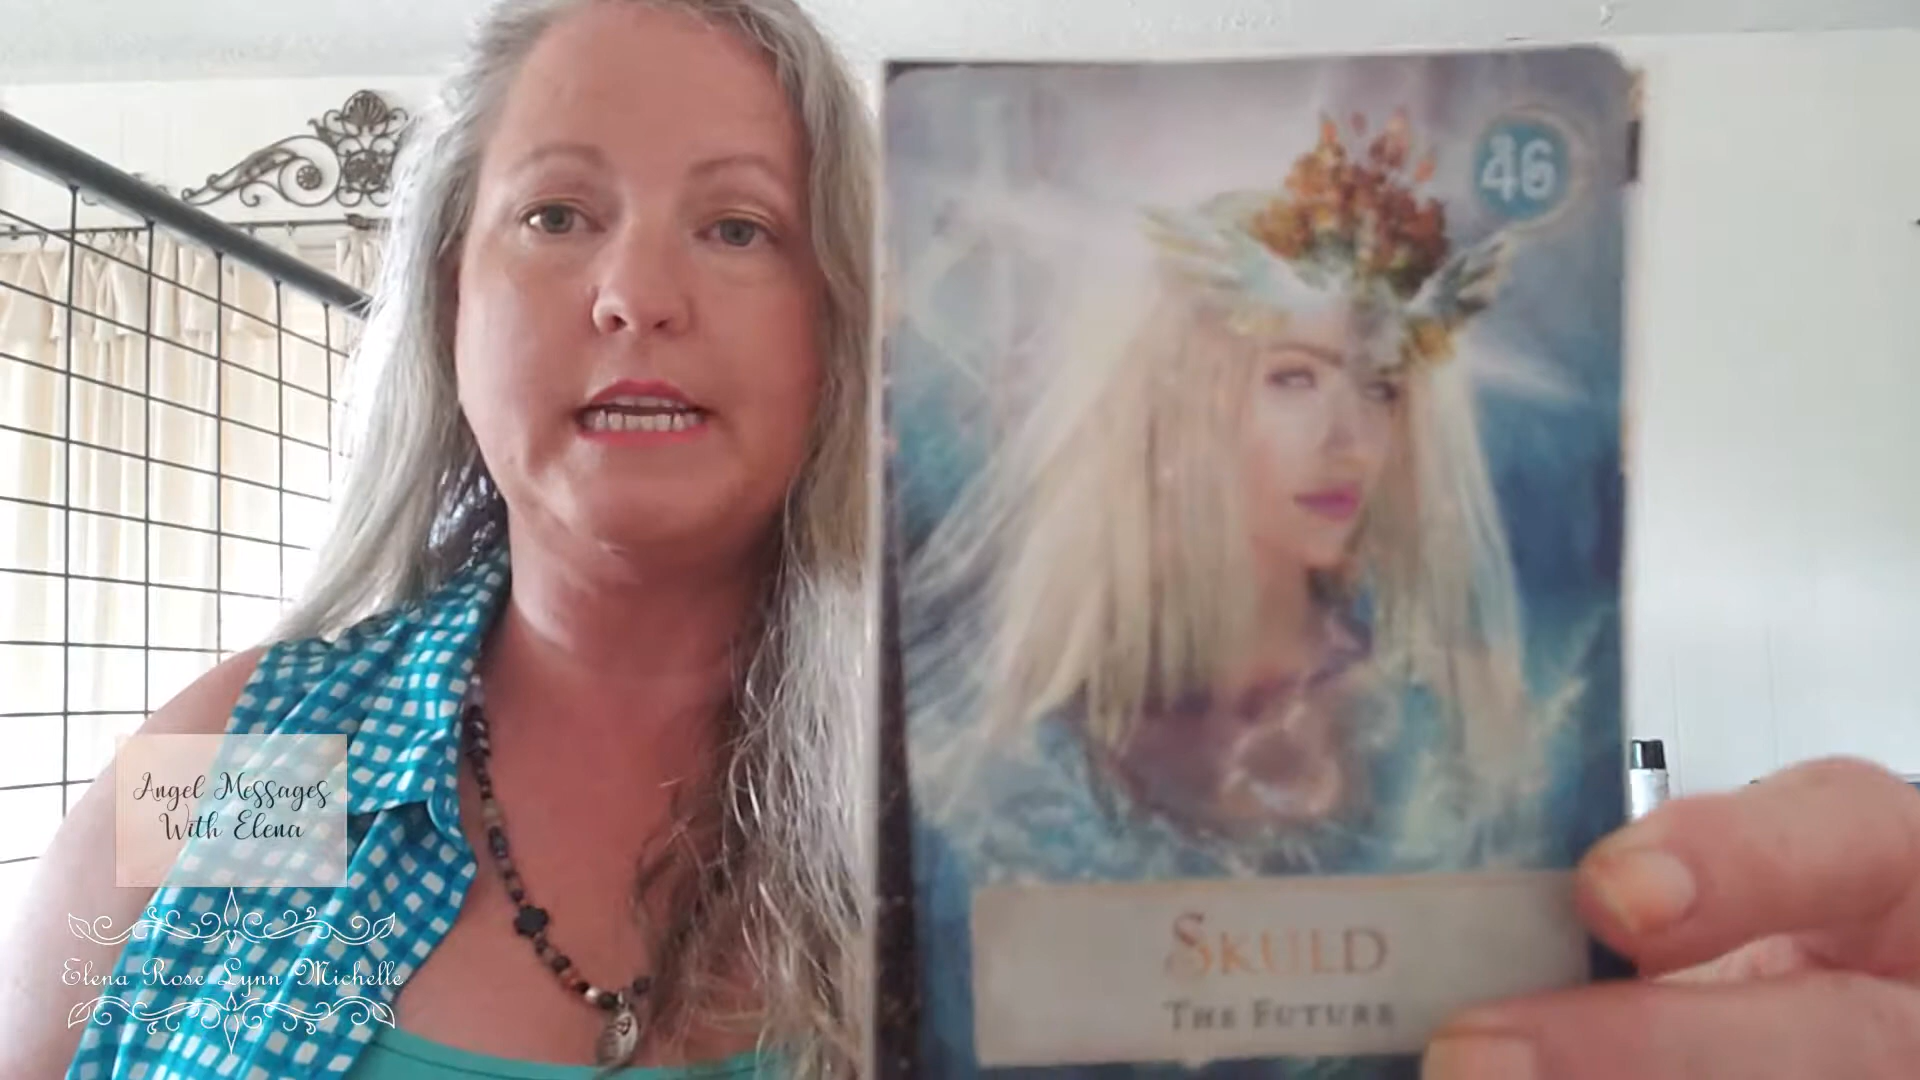 46
Skuld
The Future
Angel Messages
With Elena
Elena Rose Lynn Michelle